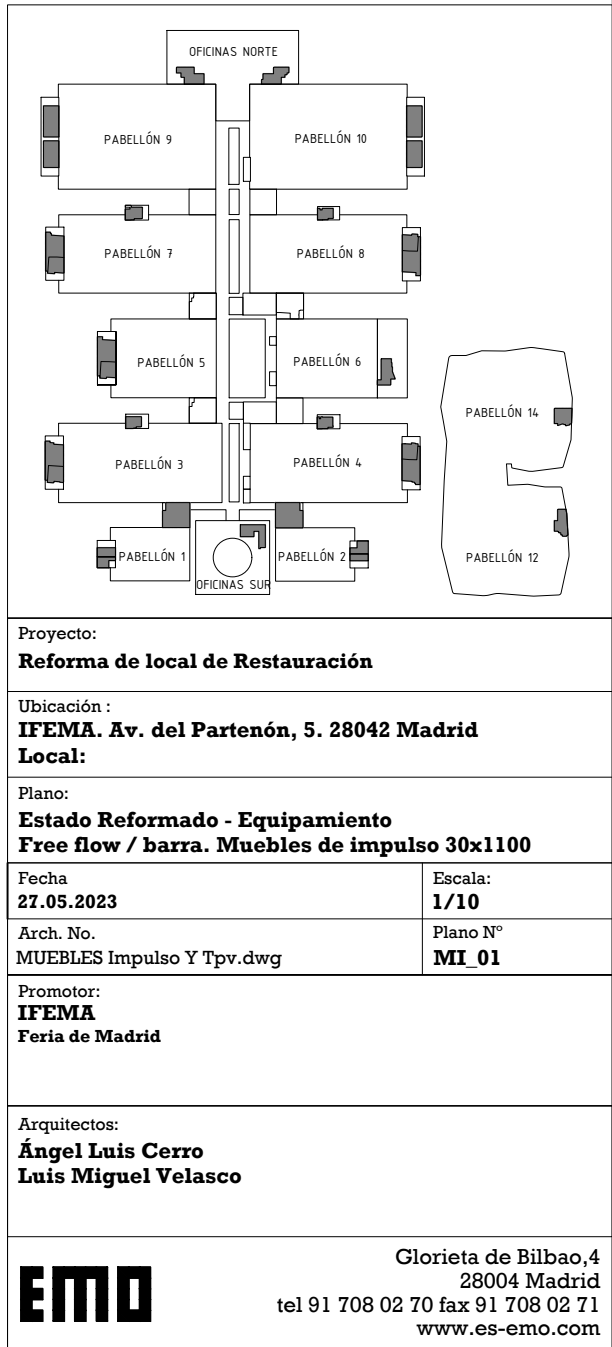 OFICINAS NORTE
PABELLÓN 9
PABELLÓN 10
PABELLÓN 7
PABELLÓN 8
PABELLÓN 5
PABELLÓN 6
PABELLÓN 14
PABELLÓN 3
PABELLÓN 4
PABELLÓN 1
PABELLÓN 2
PABELLÓN 12
OFICINAS SUR
Proyecto:
Reforma de local de Restauración
Ubicación :
IFEMA. Av. del Partenón, 5. 28042 Madrid
Local:
Plano:
Estado Reformado - Equipamiento
Free flow / barra. Muebles de impulso 30x1100
Fecha
27.05.2023
Escala:
1/10
Arch. No.
MUEBLES Impulso Y Tpv.dwg
Plano Nº
MI_01
Promotor:
IFEMA
Feria de Madrid
Arquitectos:
Ángel Luis Cerro
Luis Miguel Velasco
EMO
Glorieta de Bilbao,4
28004 Madrid
tel 91 708 02 70 fax 91 708 02 71
www.es-emo.com